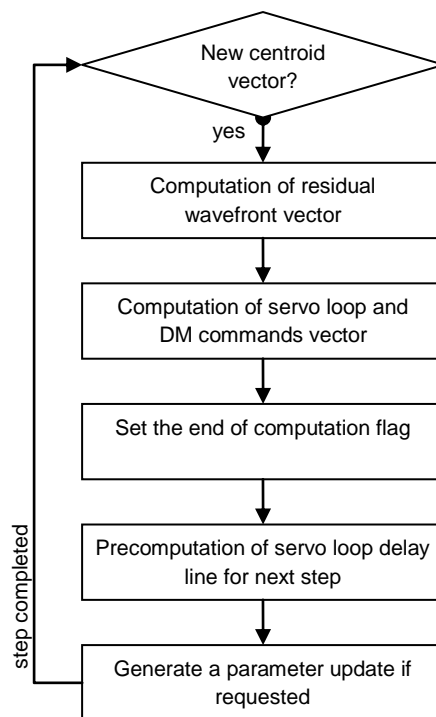 New centroid
vector?
yes
Computation of residual
wavefront vector
Computation of servo loop and
DM commands vector
Set the end of computation flag
Precomputation of servo loop delay
line for next step
step completed
Generate a parameter update if
requested